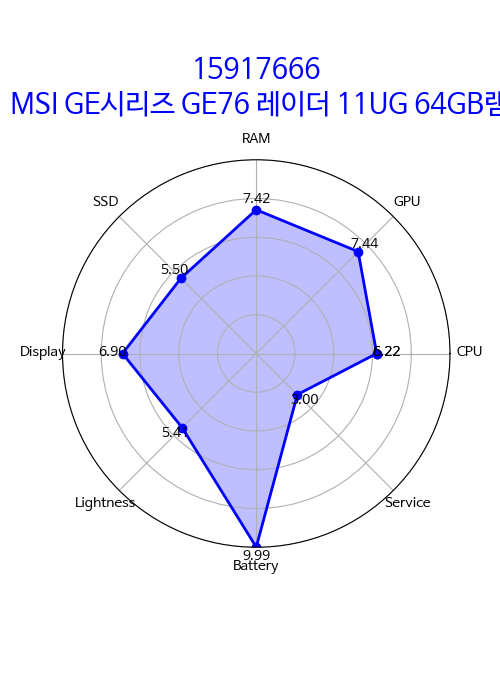 15917666
MSI GE시리즈 GE76 레이더 11UG 64GB램
RAM
7.42
SSD
GPU
7.44
5.50
Display
6.90
6.22
CPU
5.41
3.00
Lightness
Service
9.99
Battery